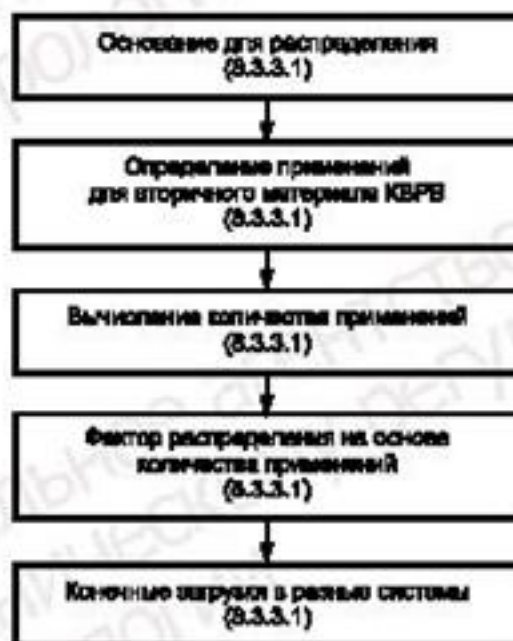 Основание для распределения
(8.3.3.1)
Определение применений
для вторичного материала КБРВ
(8.3.3.1)
Вычисление количества применений
(8.3.3.1)
Фактор распределения на основе
количества применений
(8.3.3.1)
Конечные загрузки в разные системы
(8.3.3.1)